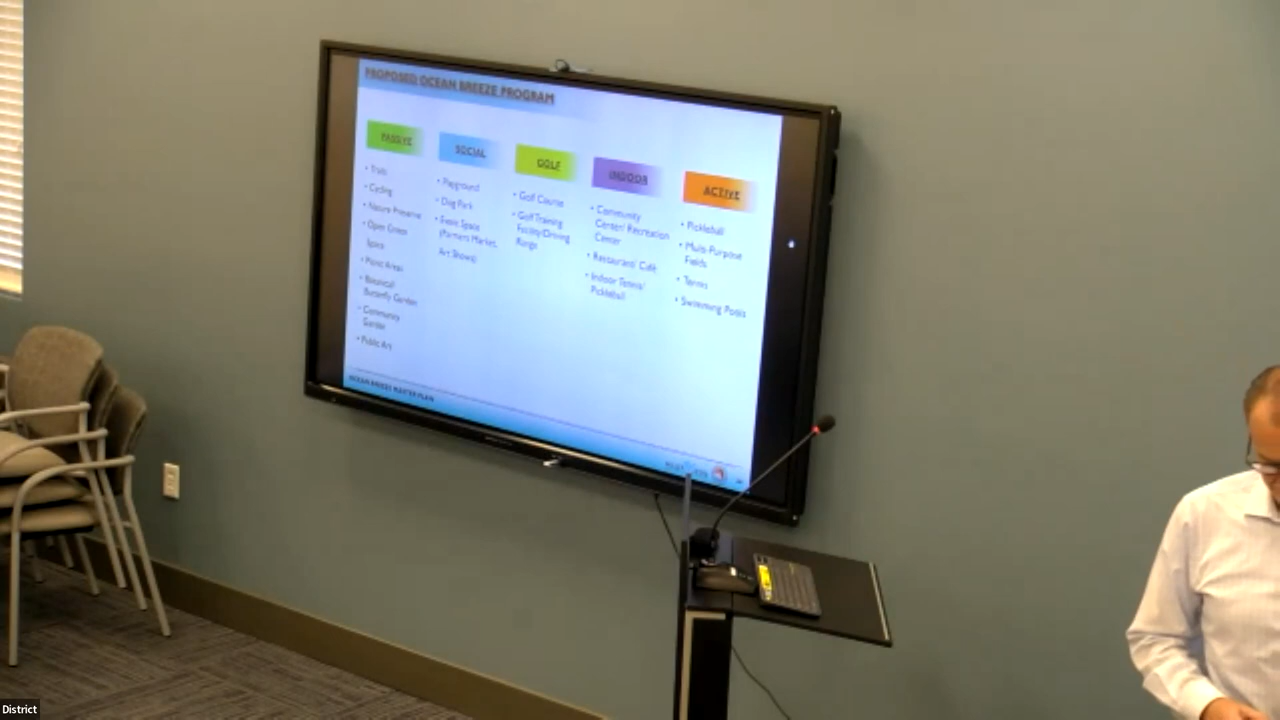 PROPOSED OCEAN BREEZE PROGRAM
PASSIVE
• Trails
• Cycling
• Nature Preserve
• Open Green
Space
• Picnic Areas
• Botanical/
Butterfly Garden
• Community
Garden
• Public Art
SOCIAL
• Playground
• Dog Park
• Event Space
(Farmers Market,
Art Shows)
GOLF
• Golf Course
• Golf Training
Facility/Driving
Range
INDOOR
• Community
Center/ Recreation
Center
• Restaurant/ Café
• Indoor Tennis/
Pickleball
ACTIVE
• Pickleball
• Multi-Purpose
Fields
• Tennis
• Swimming Pools
OCEAN BREEZE MASTER PLAN
District